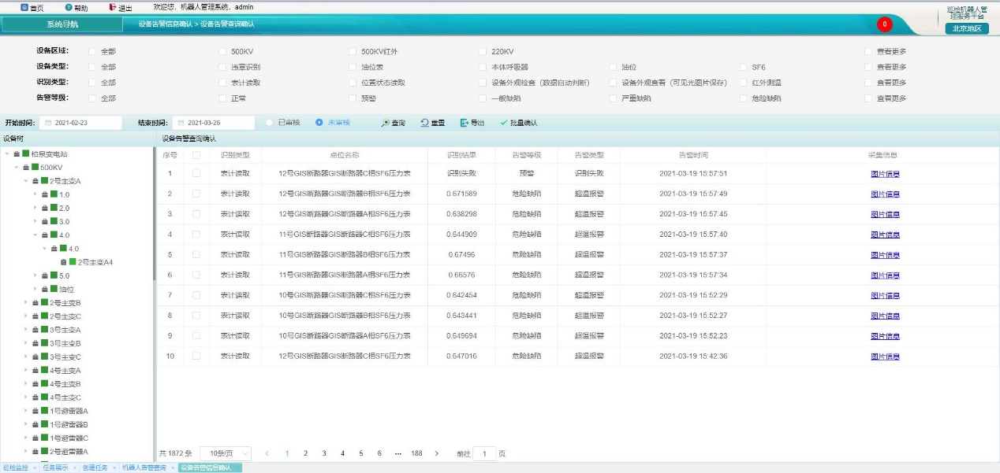 首页 帮助 退出 欢迎您，机器人管理系统，admin
系统导航 设备告警信息确认 > 设备告警查询确认 0
巡检机器人管
理服务平台
北京地区
设备区域： 全部 500KV 500KV红外 220KV 查看更多
设备类型： 全部 违章识别 油位表 本体呼吸器 油位 SF6 查看更多
识别类型： 全部 表计读取 位置状态读取 设备外观检查（数据自动判断） 设备外观查看（可见光图片保存） 红外测温 查看更多
告警等级： 全部 正常 预警 一般缺陷 严重缺陷 危险缺陷 查看更多
开始时间： 2021-02-23 结束时间： 2021-03-26 已审核 未审核 查询 重置 导出 批量确认
设备树
柏泉变电站
500KV
2号主变A
1.0
2.0
3.0
4.0
4.0
2号主变A4
5.0
油位
2号主变B
2号主变C
3号主变A
3号主变B
3号主变C
4号主变A
4号主变B
4号主变C
1号避雷器A
1号避雷器B
1号避雷器C
2号避雷器A
设备告警查询确认
序号 识别类型 点位名称 识别结果 告警等级 告警类型 告警时间 采集信息
1 表计读取 12号GIS断路器GIS断路器C相SF6压力表 识别失败 预警 识别失败 2021-03-19 15:57:51 图片信息
2 表计读取 12号GIS断路器GIS断路器B相SF6压力表 0.671589 危险缺陷 超温报警 2021-03-19 15:57:49 图片信息
3 表计读取 12号GIS断路器GIS断路器A相SF6压力表 0.638298 危险缺陷 超温报警 2021-03-19 15:57:45 图片信息
4 表计读取 11号GIS断路器GIS断路器C相SF6压力表 0.644909 危险缺陷 超温报警 2021-03-19 15:57:40 图片信息
5 表计读取 11号GIS断路器GIS断路器B相SF6压力表 0.67496 危险缺陷 超温报警 2021-03-19 15:57:37 图片信息
6 表计读取 11号GIS断路器GIS断路器A相SF6压力表 0.66576 危险缺陷 超温报警 2021-03-19 15:57:34 图片信息
7 表计读取 10号GIS断路器GIS断路器C相SF6压力表 0.642454 危险缺陷 超温报警 2021-03-19 15:52:29 图片信息
8 表计读取 10号GIS断路器GIS断路器B相SF6压力表 0.643441 危险缺陷 超温报警 2021-03-19 15:52:27 图片信息
9 表计读取 10号GIS断路器GIS断路器A相SF6压力表 0.649694 危险缺陷 超温报警 2021-03-19 15:52:23 图片信息
10 表计读取 12号GIS断路器GIS断路器C相SF6压力表 0.647016 危险缺陷 超温报警 2021-03-19 15:42:36 图片信息
共 1872 条 10条/页 1 2 3 4 5 6 ••• 188 前往 1 页
巡检监控 × 任务展示 × 创建任务 × 机器人告警查询 × 设备告警信息确认 ×